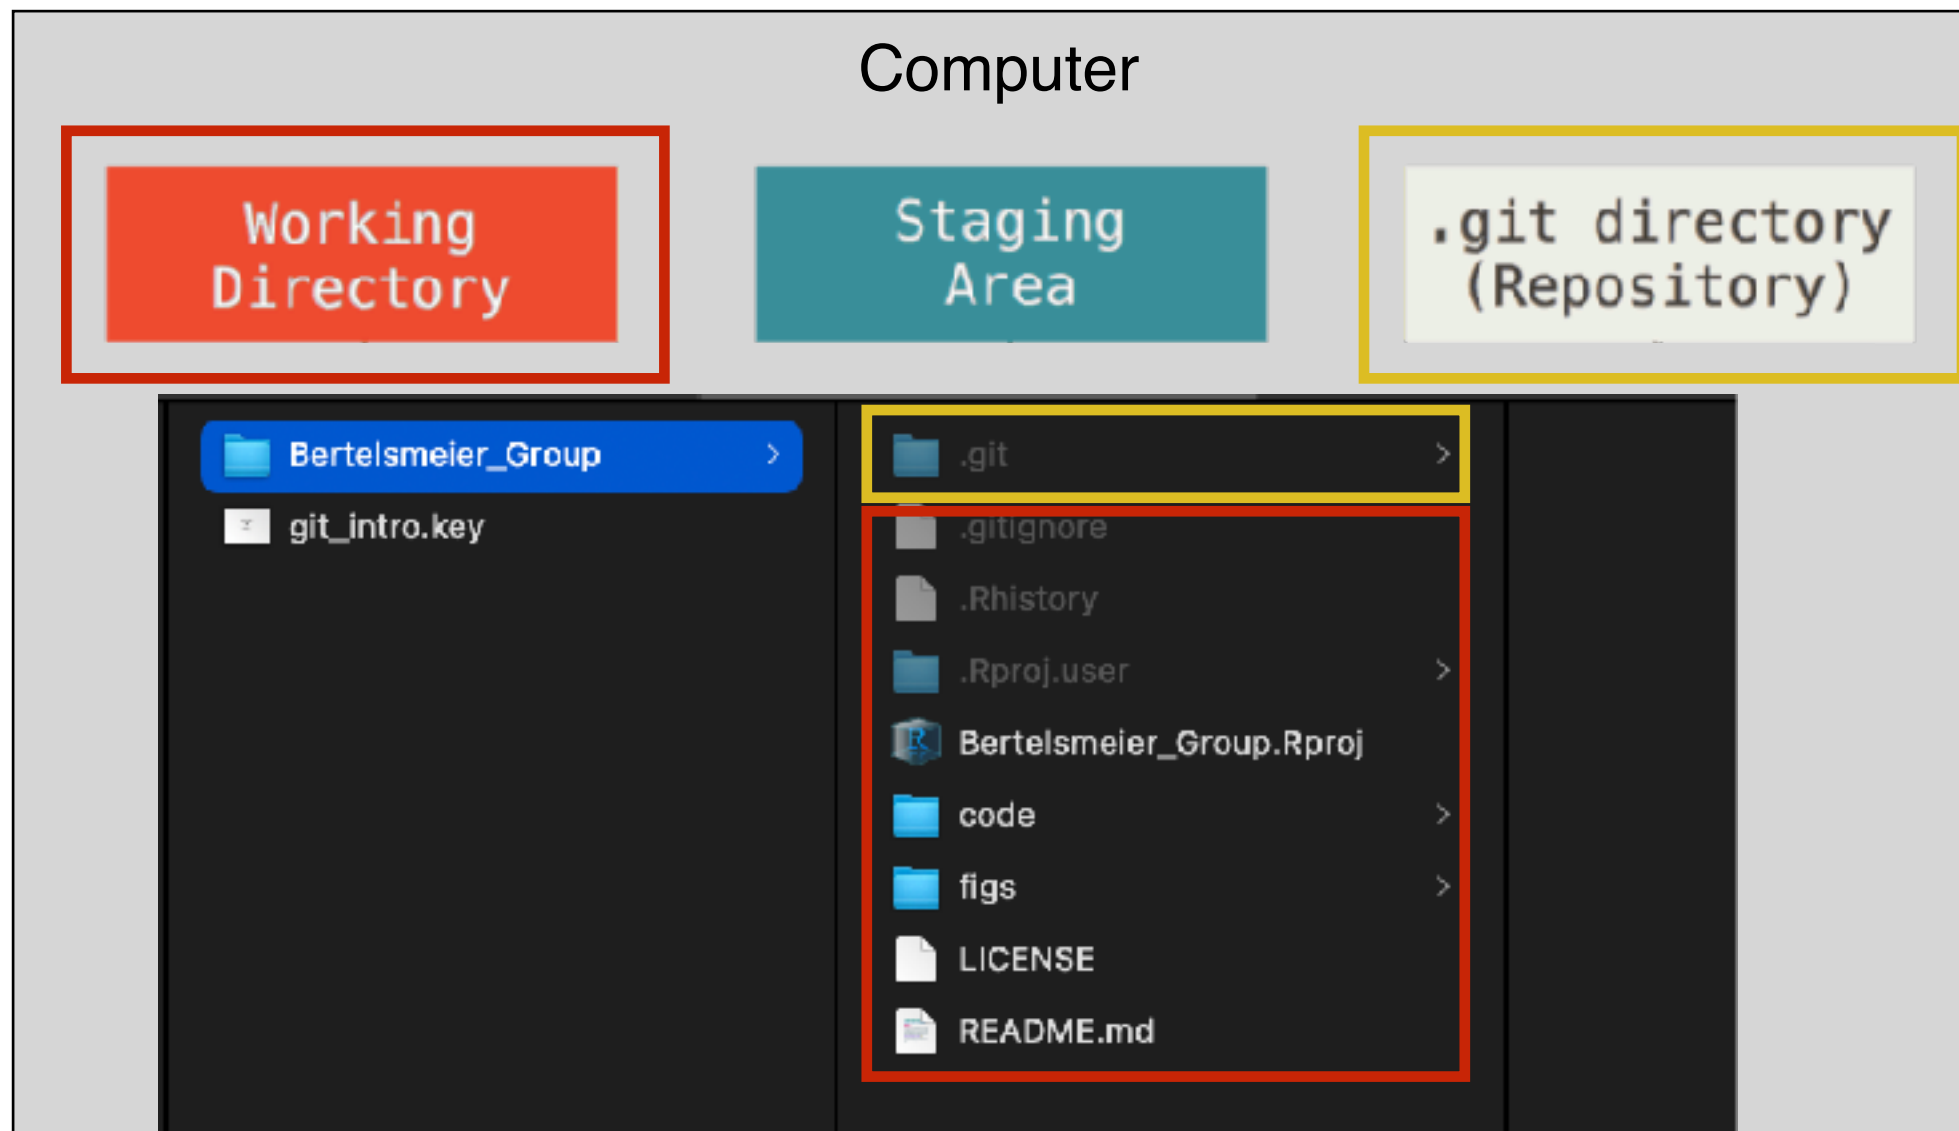 Computer
Working
Directory
Staging
Area
.git directory
(Repository)
Bertelsmeier_Group
git_intro.key
.git
.gitignore
.Rhistory
.Rproj.user
Bertelsmeier_Group.Rproj
code
figs
LICENSE
README.md